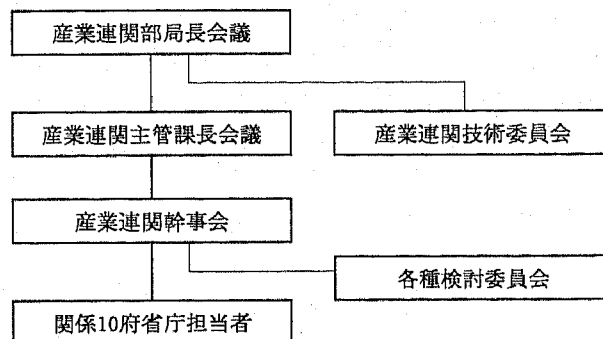 産業連関部局長会議
産業連関主管課長会議
産業連関技術委員会
産業連関幹事会
各種検討委員会
関係10府省庁担当者